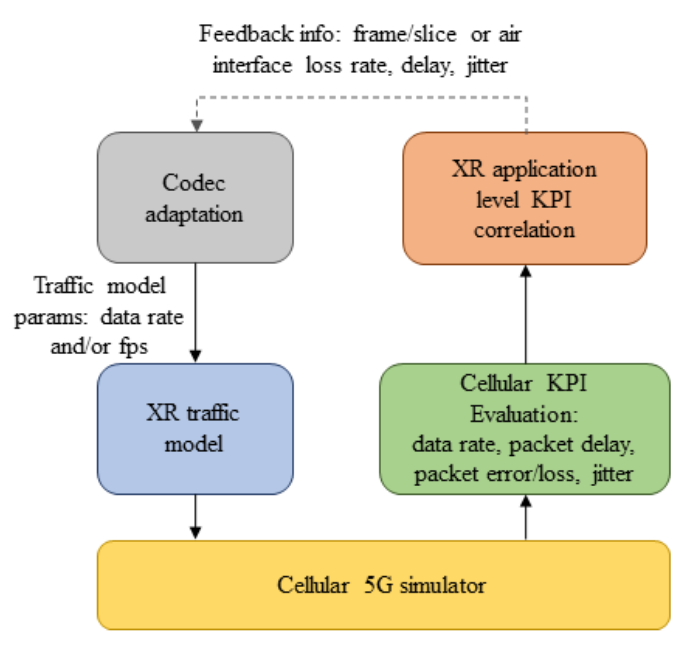 Feedback info: frame/slice or air
interface loss rate, delay, jitter
Codec
adaptation
XR application
level KPI
correlation
Traffic model
params: data rate
and/or fps
XR traffic
model
Cellular KPI
Evaluation:
data rate, packet delay,
packet error/loss, jitter
Cellular 5G simulator